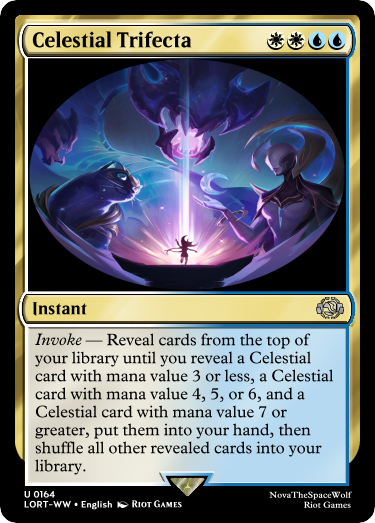 Celestial Trifecta
Instant
Invoke — Reveal cards from the top of
your library until you reveal a Celestial
card with mana value 3 or less, a Celestial
card with mana value 4, 5, or 6, and a
Celestial card with mana value 7 or
greater, put them into your hand, then
shuffle all other revealed cards into your
library.
U 0164
LORT-WW • English RIOT GAMES
NovaTheSpaceWolf
Riot Games